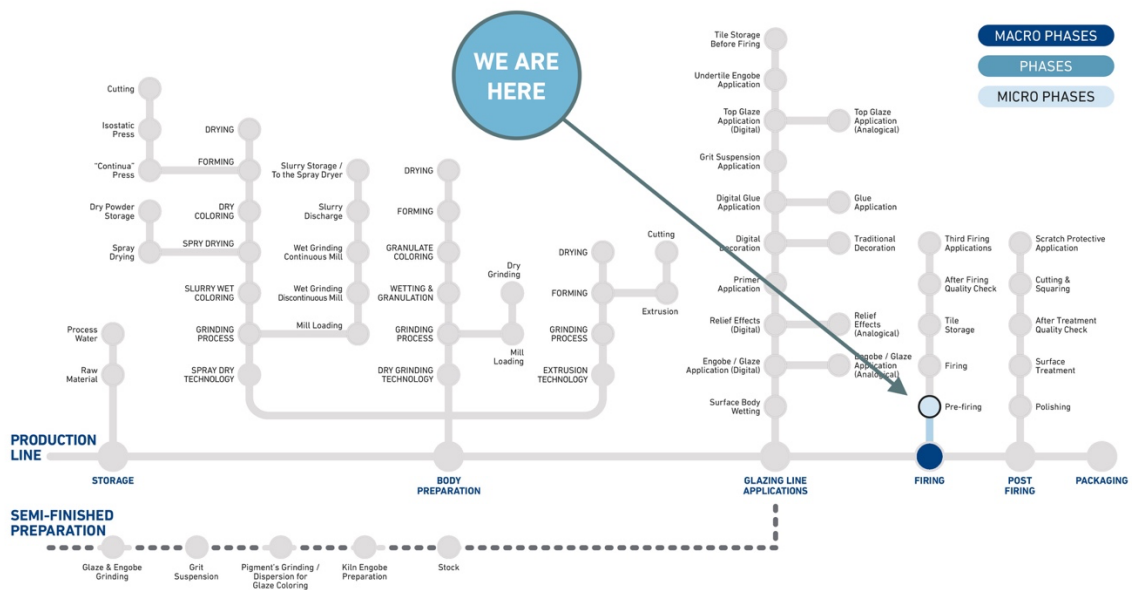 WE ARE
HERE
MACRO PHASES
PHASES
MICRO PHASES
Cutting
Isostatic
Press
"Continua"
Press
Dry Powder
Storage
Spray
Drying
DRYING
FORMING
DRY
COLORING
SPRY DRYING
SLURRY WET
COLORING
GRINDING
PROCESS
SPRAY DRY
TECHNOLOGY
Slurry Storage /
To the Spray Dryer
Slurry
Discharge
Wet Grinding
Continuous Mill
Wet Grinding
Discontinuous Mill
Mill Loading
Process
Water
Raw
Material
DRYING
FORMING
GRANULATE
COLORING
WETTING &
GRANULATION
GRINDING
PROCESS
DRY GRINDING
TECHNOLOGY
Dry
Grinding
Mill
Loading
DRYING
FORMING
GRINDING
PROCESS
EXTRUSION
TECHNOLOGY
Cutting
Extrusion
Tile Storage
Before Firing
Undertile Engobe
Application
Top Glaze
Application
(Digital)
Top Glaze
Application
(Analogical)
Grit Suspension
Application
Digital Glue
Application
Glue
Application
Digital
Decoration
Traditional
Decoration
Primer
Application
Relief Effects
(Digital)
Relief
Effects
(Analogical)
Engobe / Glaze
Application (Digital)
Engobe / Glaze
Application
(Analogical)
Surface Body
Wetting
Third Firing
Applications
After Firing
Quality Check
Tile
Storage
Firing
Pre-firing
Scratch Protective
Application
Cutting &
Squaring
After Treatment
Quality Check
Surface
Treatment
Polishing
PRODUCTION
LINE
STORAGE
BODY
PREPARATION
GLAZING LINE
APPLICATIONS
FIRING
POST
FIRING
PACKAGING
SEMI-FINISHED
PREPARATION
Glaze & Engobe
Grinding
Grit
Suspension
Pigment's Grinding /
Dispersion for
Glaze Coloring
Kiln Engobe
Preparation
Stock